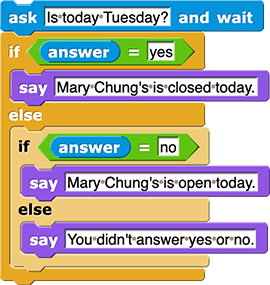 ask Is today Tuesday? and wait
if answer = yes
say Mary Chung's is closed today.
else
if answer = no
say Mary Chung's is open today.
else
say You didn't answer yes or no.